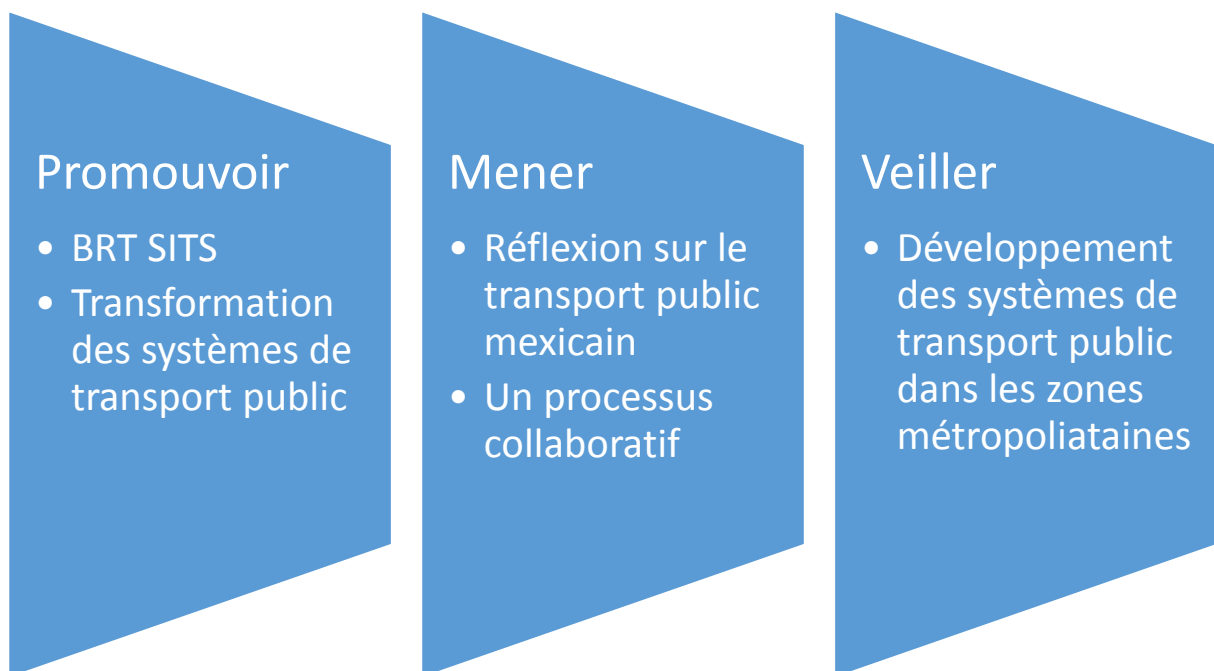 Promouvoir
• BRT SITS
• Transformation
des systèmes de
transport public
Mener
• Réflexion sur le
transport public
mexicain
• Un processus
collaboratif
Veiller
• Développement
des systèmes de
transport public
dans les zones
métropoliataines